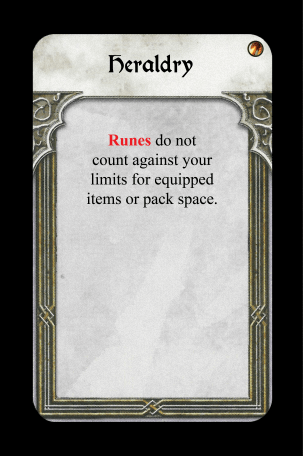 Heraldry
Runes do not
count against your
limits for equipped
items or pack space.